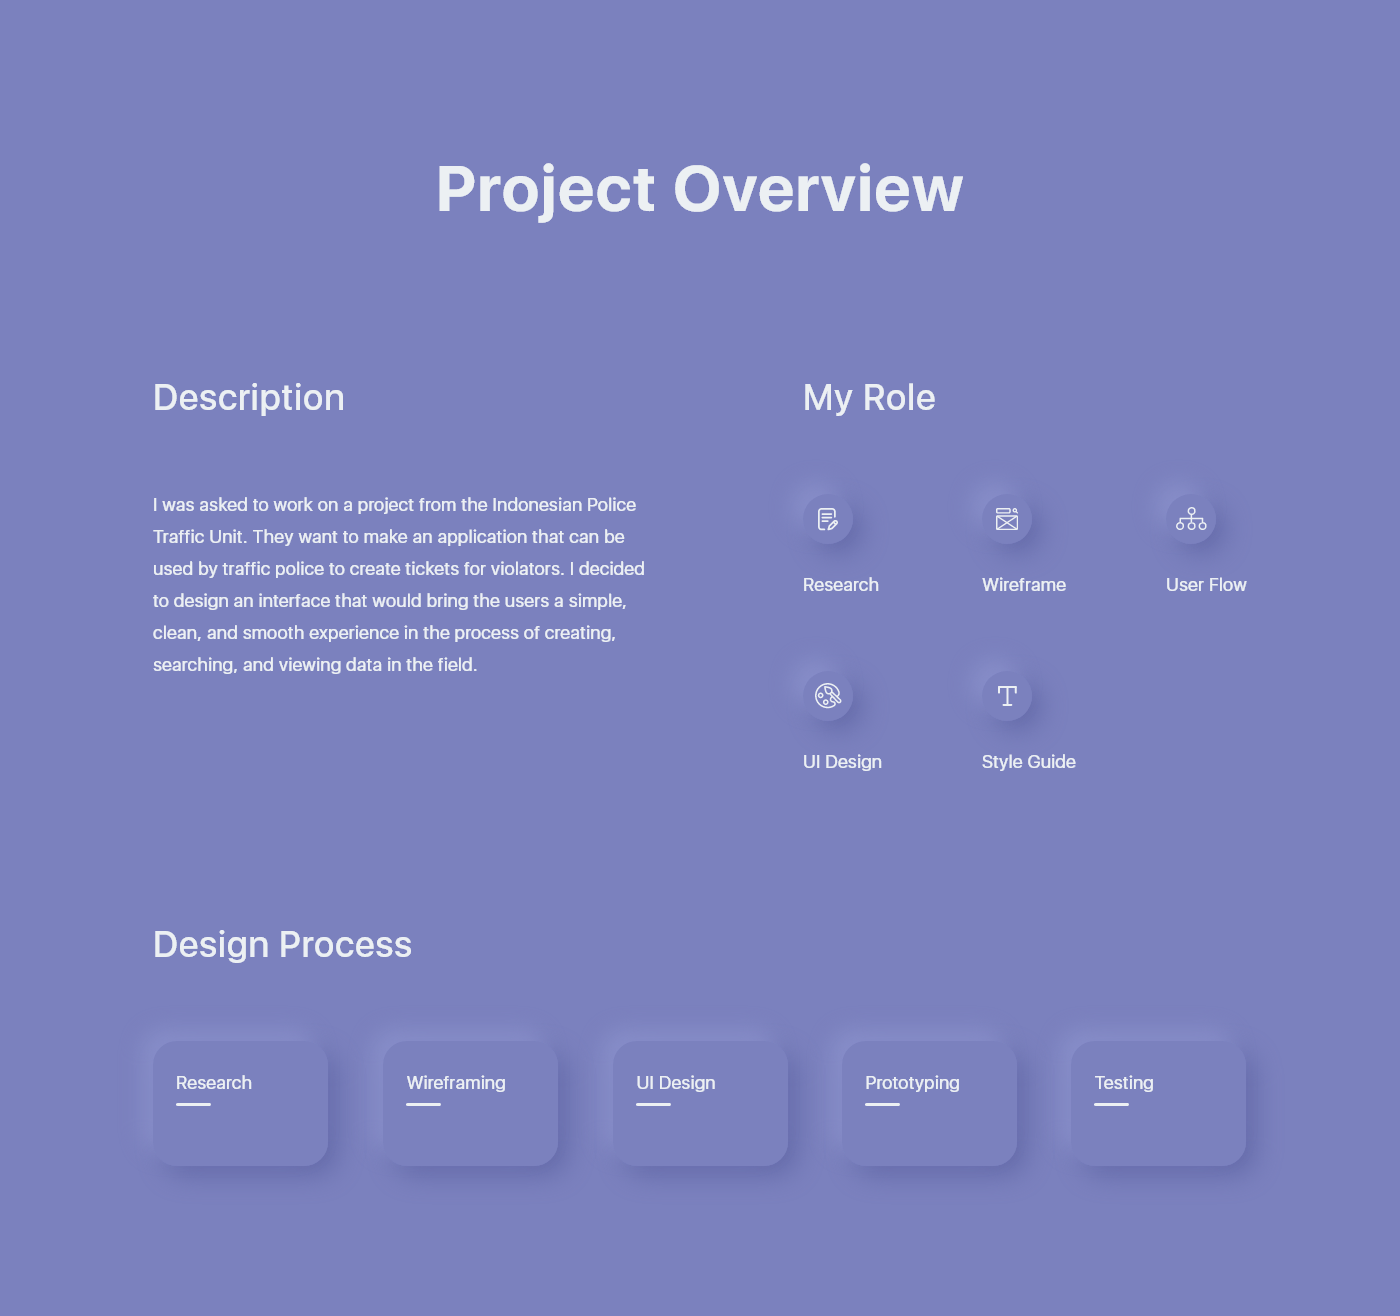 Project Overview
Description
I was asked to work on a project from the Indonesian Police
Traffic Unit. They want to make an application that can be
used by traffic police to create tickets for violators. I decided
to design an interface that would bring the users a simple,
clean, and smooth experience in the process of creating,
searching, and viewing data in the field.
My Role
Research
Wireframe
User Flow
UI Design
Style Guide
Design Process
Research
Wireframing
UI Design
Prototyping
Testing